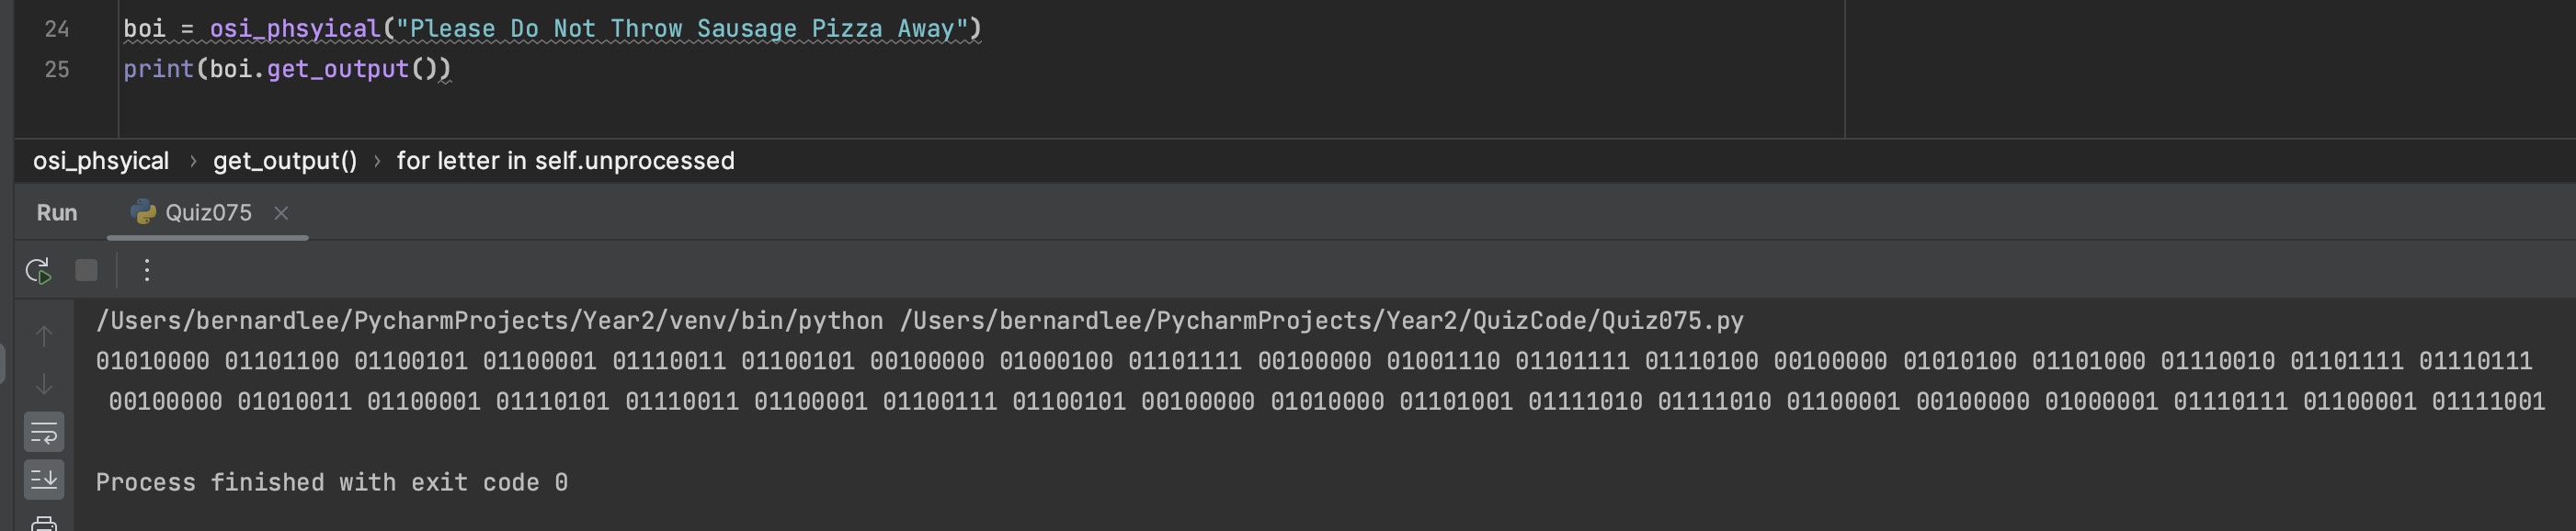 24 boi = osi_phsyical("Please Do Not Throw Sausage Pizza Away")
25 print(boi.get_output())
osi_phsyical › get_output() › for letter in self.unprocessed
Run Quiz075 ×
/Users/bernardlee/PycharmProjects/Year2/venv/bin/python /Users/bernardlee/PycharmProjects/Year2/QuizCode/Quiz075.py
01010000 01101100 01100101 01100001 01110011 01100101 00100000 01000100 01101111 00100000 01001110 01101111 01110100 00100000 01010100 01101000 01110010 01101111 01110111
00100000 01010011 01100001 01110101 01110011 01100001 01100111 01100101 00100000 01010000 01101001 01111010 01111010 01100001 00100000 01000001 01110111 01100001 01111001
Process finished with exit code 0